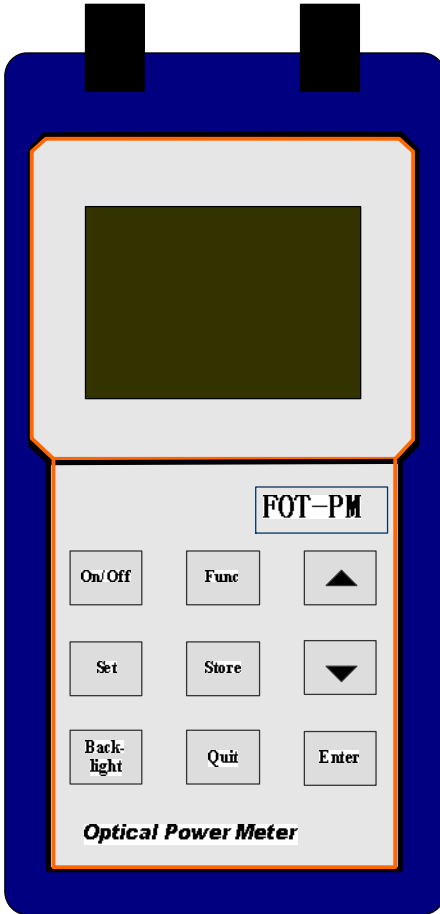 FOT-PM
On/Off
Func
Set
Store
Back-
light
Quit
Enter
Optical Power Meter